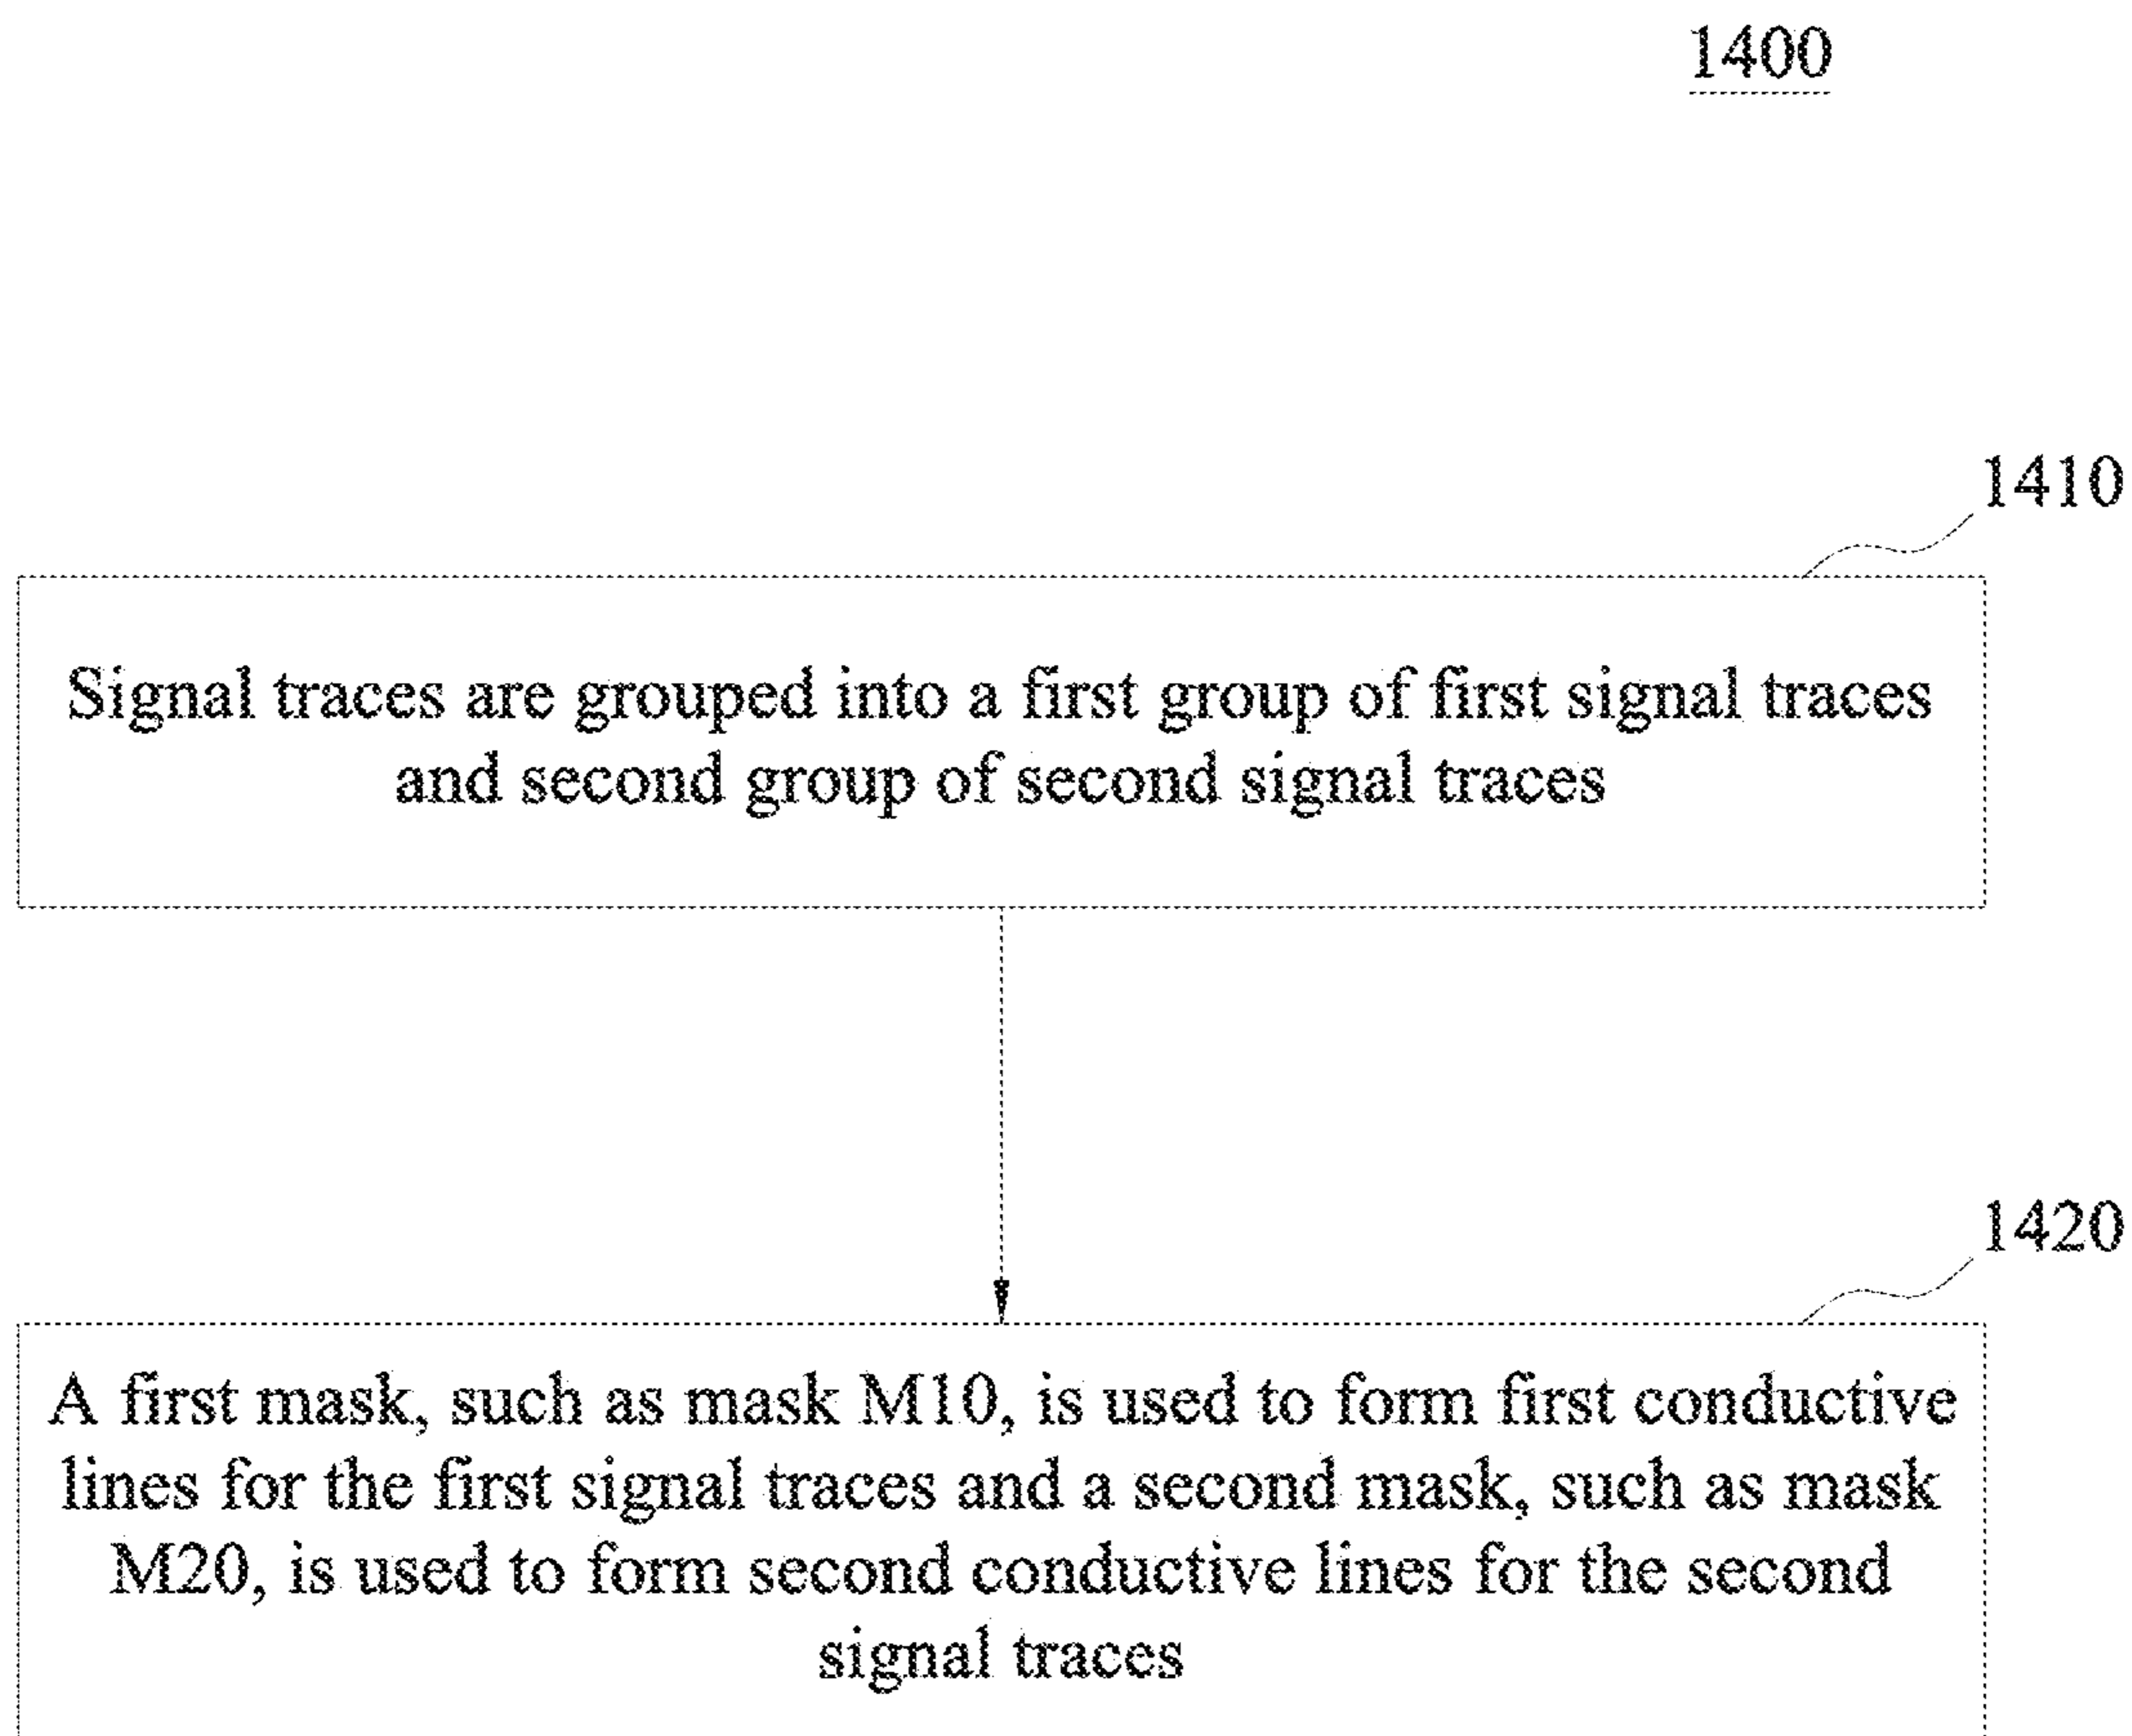 1400
1410
Signal traces are grouped into a first group of first signal traces
and second group of second signal traces
1420
A first mask, such as mask M10, is used to form first conductive
lines for the first signal traces and a second mask, such as mask
M20, is used to form second conductive lines for the second
signal traces